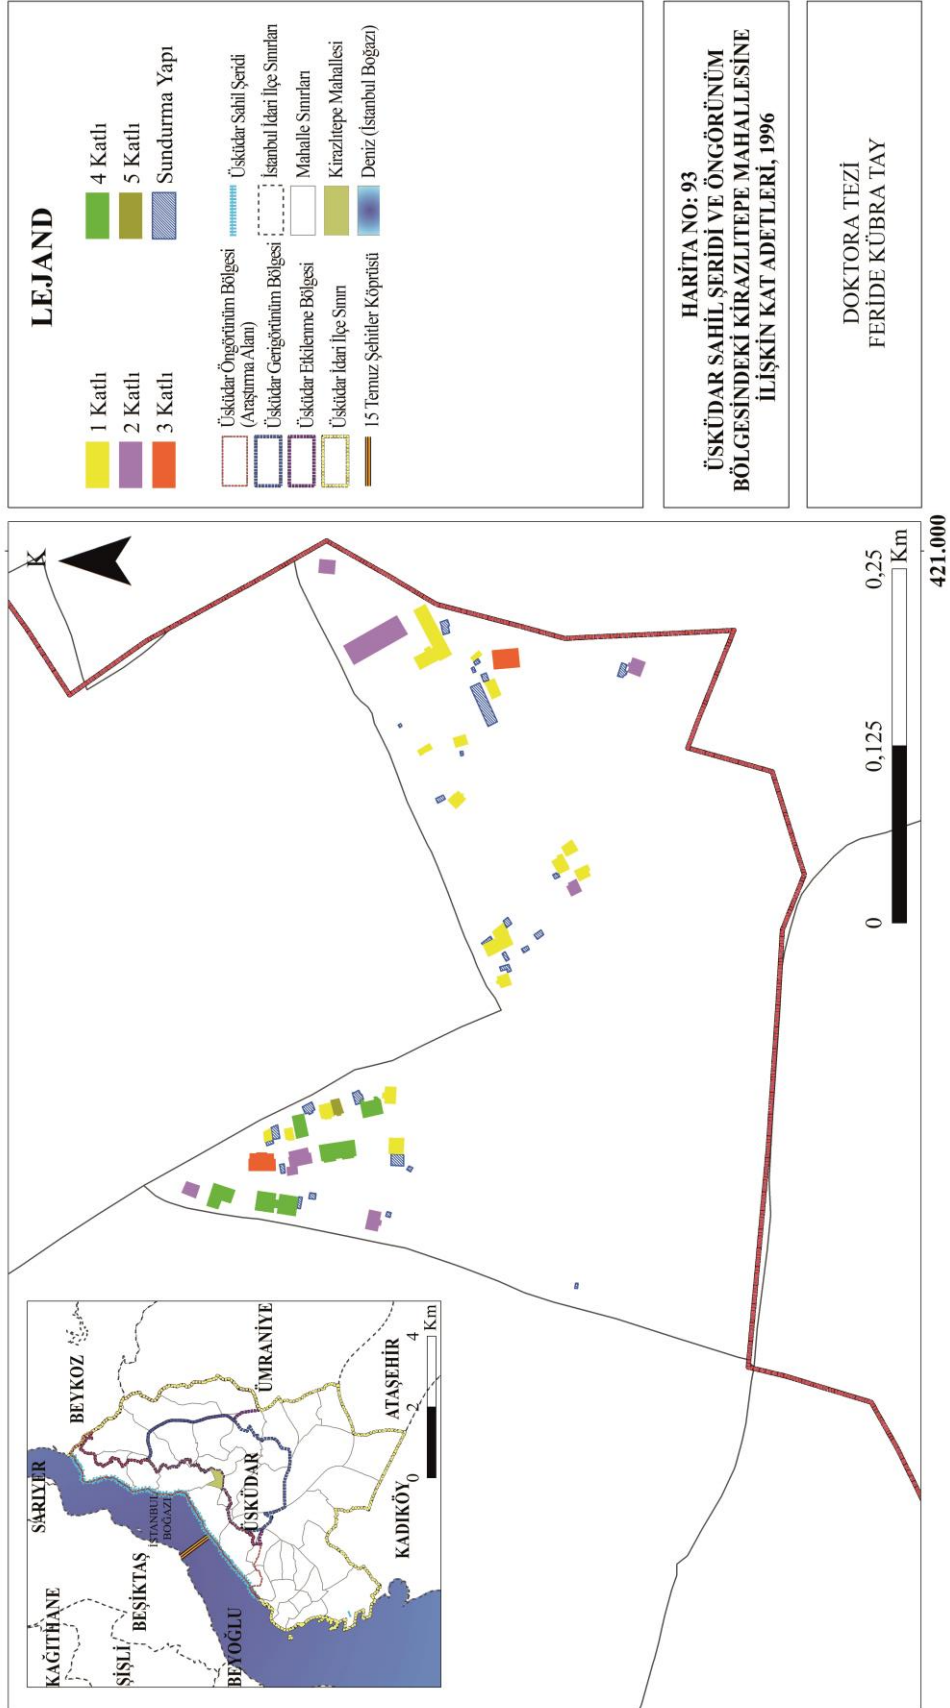 KAĞITHANE
SARIYER
BEYKOZ
ŞİŞLİ
BEŞİKTAŞ
İSTANBUL
BOĞAZI
BEYOĞLU
ÜSKÜDAR
ÜMRANİYE
KADIKÖY
ATAŞEHİR
0 2 4
Km
K
0 0,125 0,25
Km
421.000
LEJAND
1 Katlı
2 Katlı
3 Katlı
4 Katlı
5 Katlı
Sundurma Yapı
Üsküdar Öngörünüm Bölgesi
(Araştırma Alanı)
Üsküdar Gerigörünüm Bölgesi
Üsküdar Etkilenme Bölgesi
Üsküdar İdari İlçe Sınırı
15 Temuz Şehitler Köprüsü
Üsküdar Sahil Şeridi
İstanbul İdari İlçe Sınırları
Mahalle Sınırları
Kirazlıtepe Mahallesi
Deniz (İstanbul Boğazı)
HARİTA NO: 93
ÜSKÜDAR SAHİL ŞERİDİ VE ÖNGÖRÜNÜM
BÖLGESİNDEKİ KİRAZLITEPE MAHALLESİNE
İLİŞKİN KAT ADETLERİ, 1996
DOKTORA TEZİ
FERİDE KÜBRA TAY